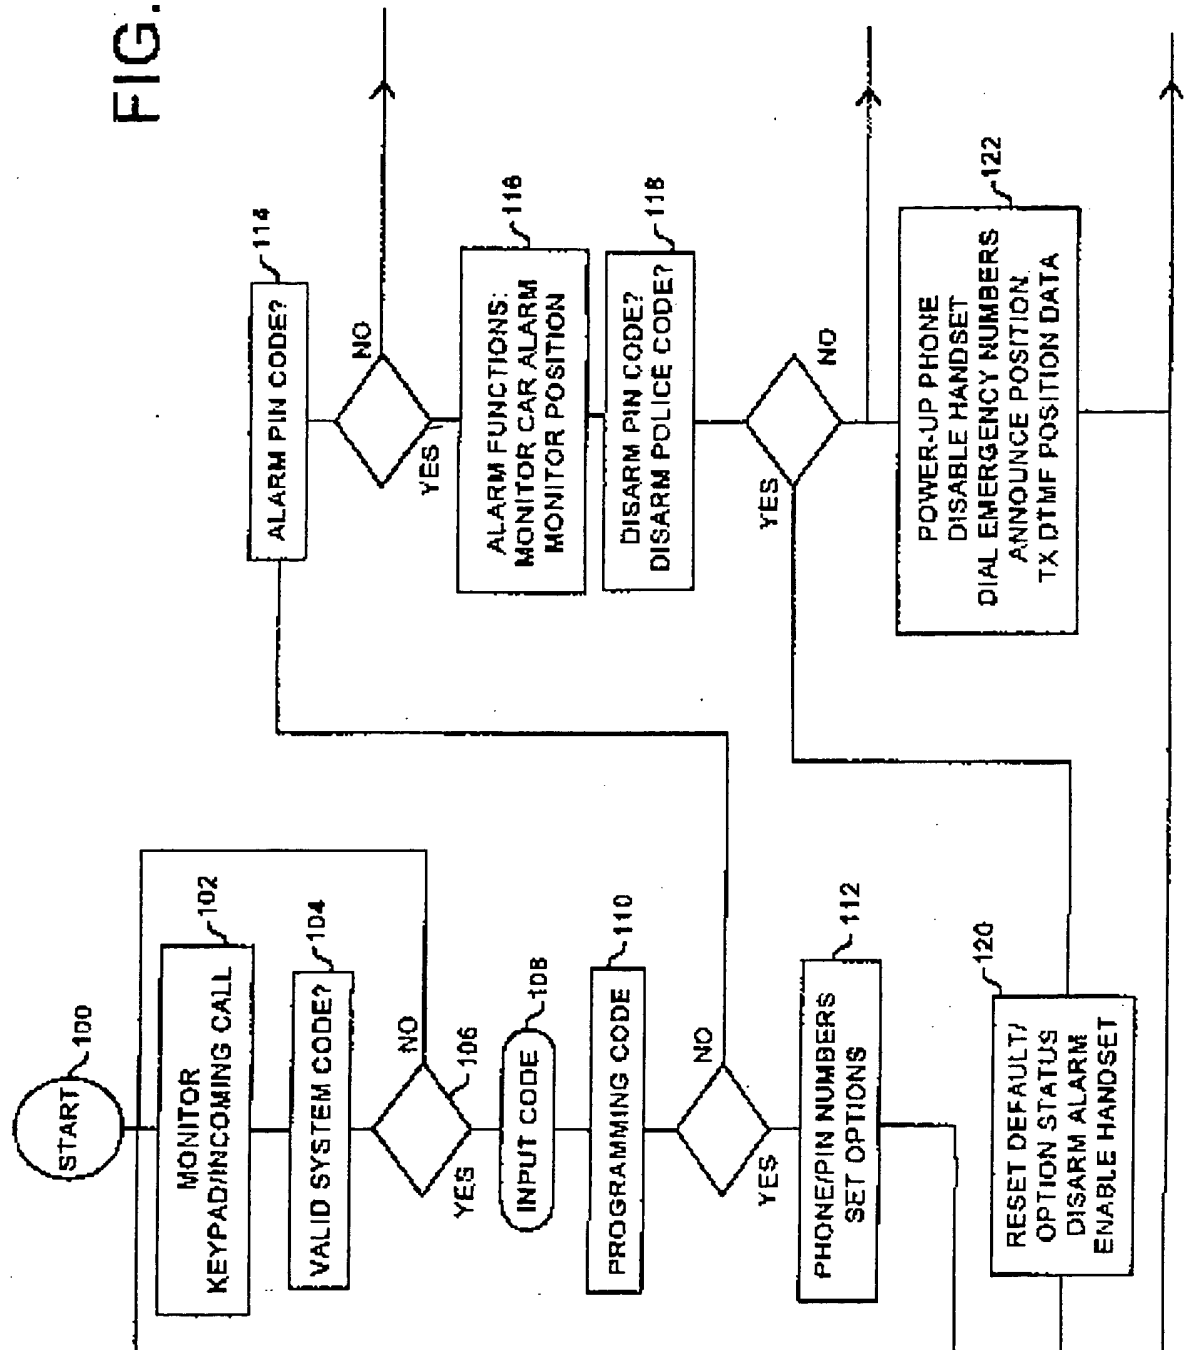 FIG.
START
100
MONITOR
KEYPAD/INCOMING CALL
102
VALID SYSTEM CODE?
104
NO
106
YES
INPUT CODE
108
PROGRAMMING CODE
110
NO
YES
PHONE/PIN NUMBERS
SET OPTIONS
112
ALARM PIN CODE?
114
NO
YES
ALARM FUNCTIONS:
MONITOR CAR ALARM
MONITOR POSITION
116
DISARM PIN CODE?
DISARM POLICE CODE?
118
YES
NO
RESET DEFAULT/
OPTION STATUS
DISARM ALARM
ENABLE HANDSET
120
POWER-UP PHONE
DISABLE HANDSET
DIAL EMERGENCY NUMBERS
ANNOUNCE POSITION
TX DTMF POSITION DATA
122